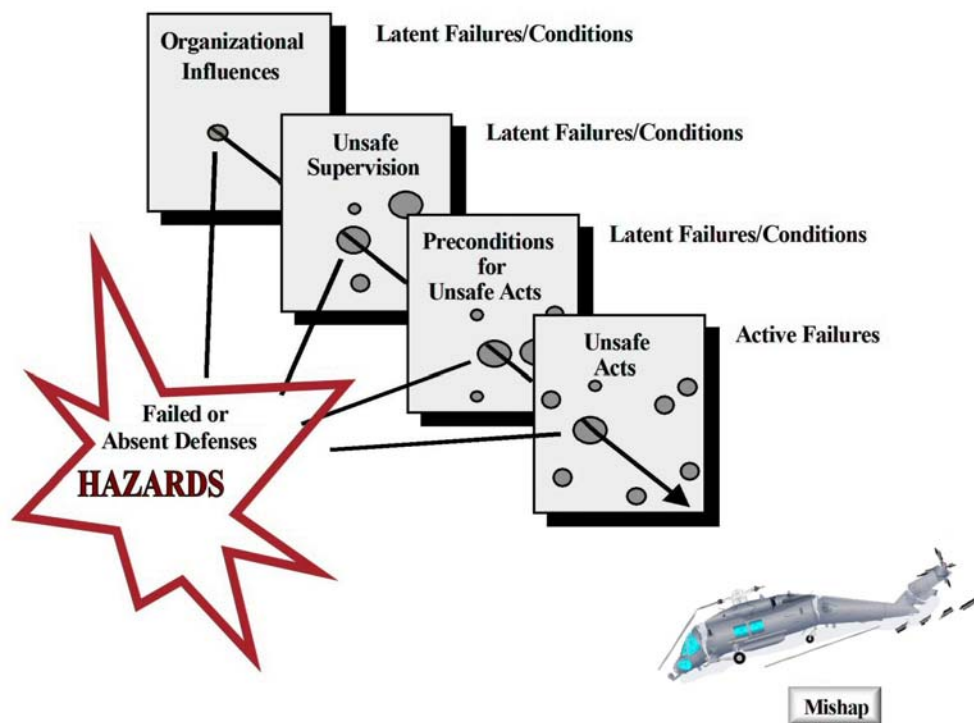 Organizational
Influences
Latent Failures/Conditions
Unsafe
Supervision
Latent Failures/Conditions
Preconditions
for
Unsafe Acts
Latent Failures/Conditions
Unsafe
Acts
Active Failures
Failed or
Absent Defenses
HAZARDS
Mishap